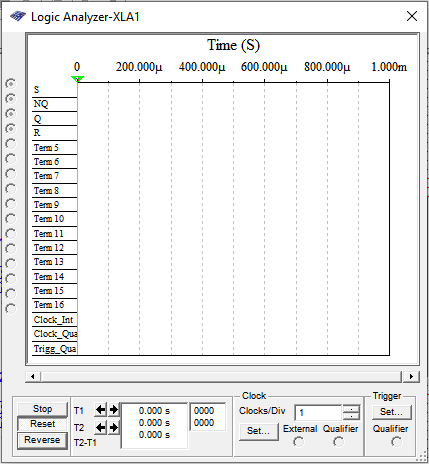 Logic Analyzer-XLA1
Time (S)
0 200.000µ 400.000µ 600.000µ 800.000µ 1.000m
S
NQ
Q
R
Term 5
Term 6
Term 7
Term 8
Term 9
Term 10
Term 11
Term 12
Term 13
Term 14
Term 15
Term 16
Clock_Int
Clock_Qua
Trigg_Qua
Stop
Reset
Reverse
T1 0.000 s 0000
T2 0.000 s 0000
T2-T1 0.000 s
Clock
Clocks/Div 1
Set... External Qualifier
Trigger
Set...
Qualifier